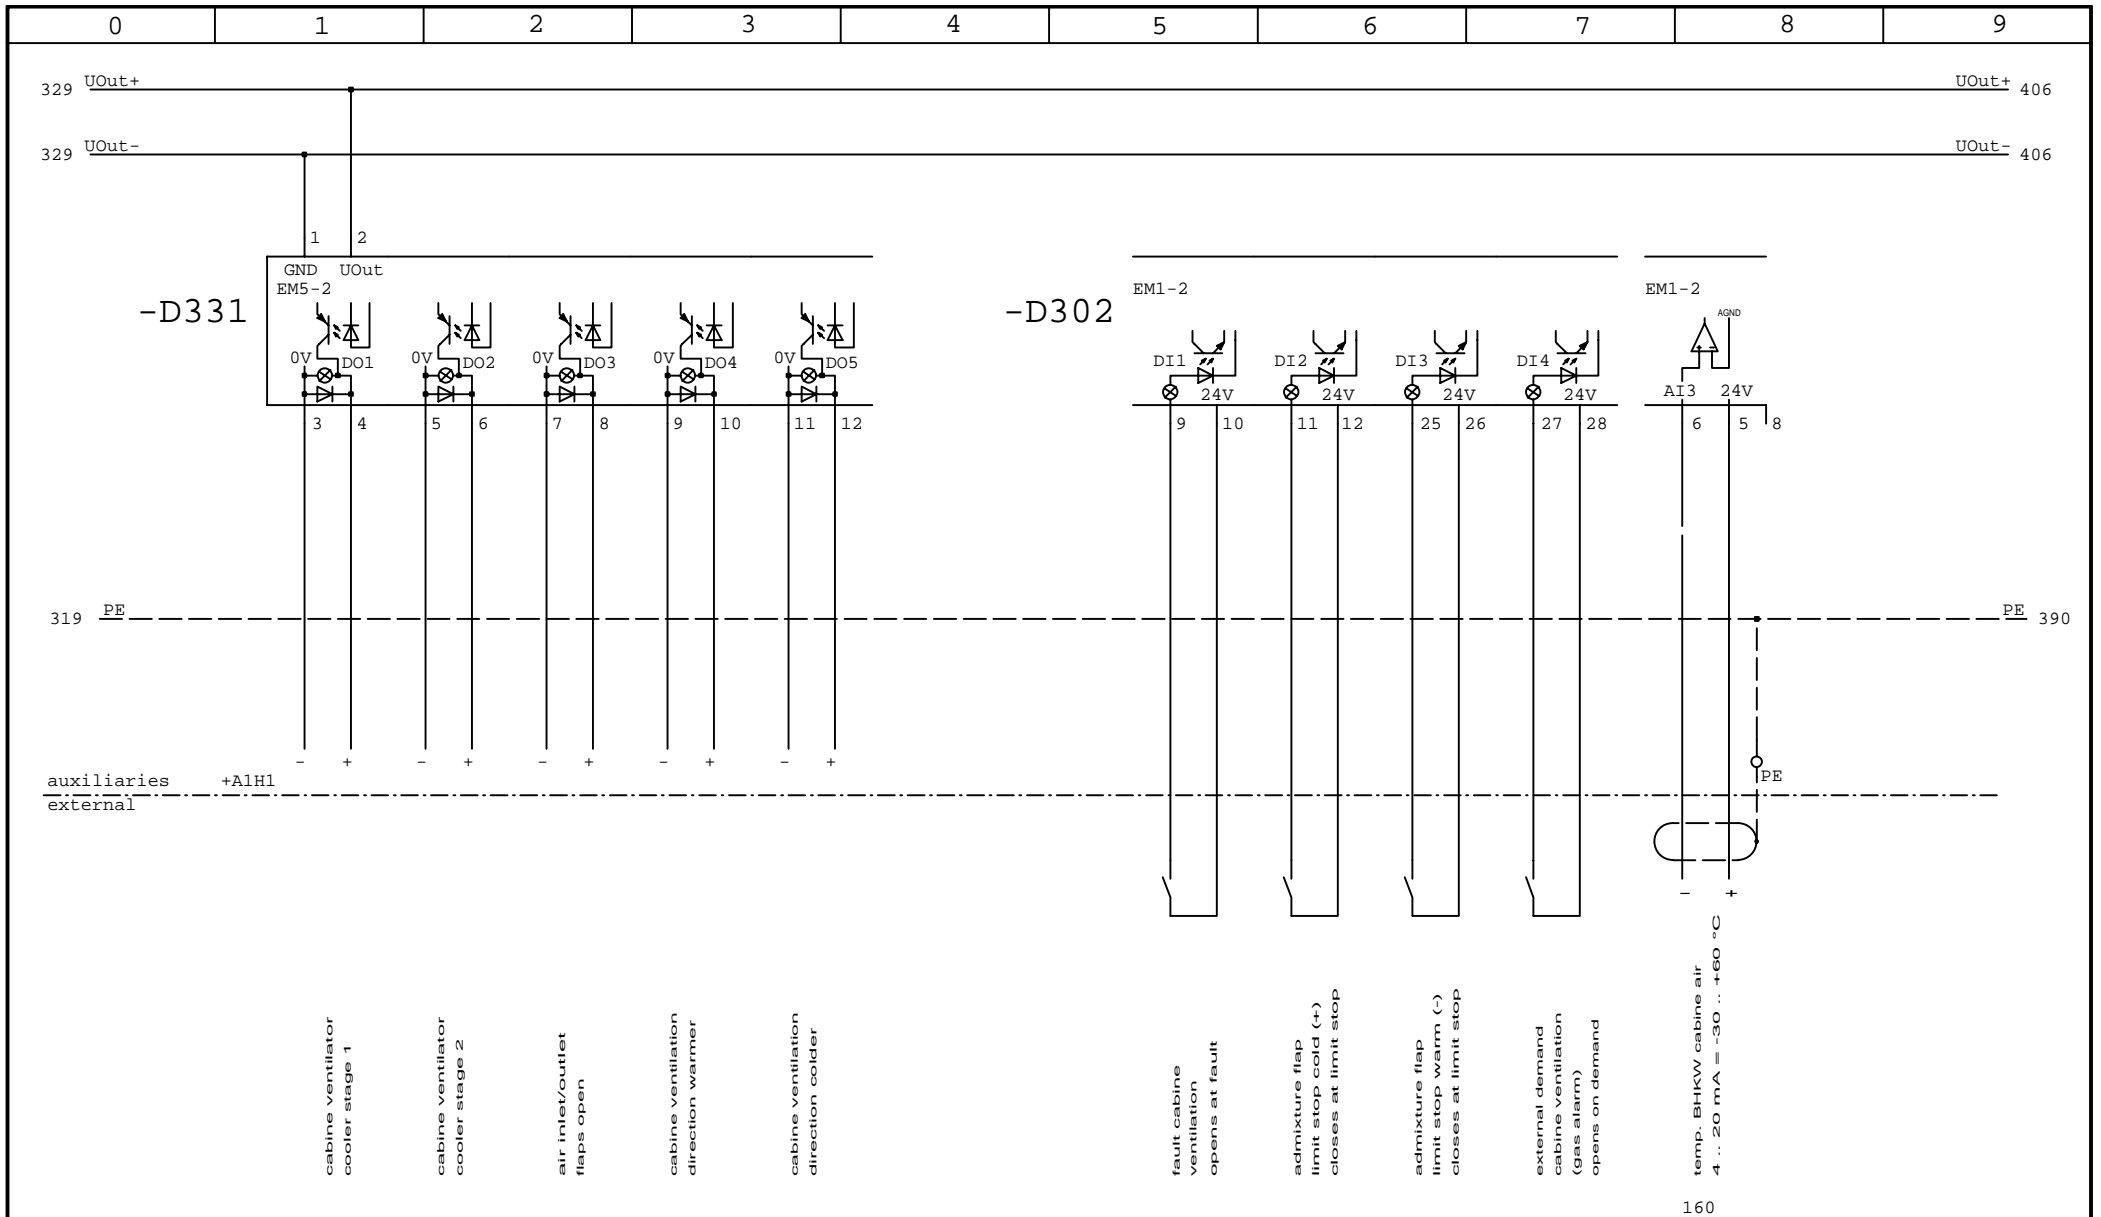 0 1 2 3 4 5 6 7 8 9
329 UOut+ UOut+ 406
329 UOut- UOut- 406
1 2
GND UOut
EM5-2
-D331
0V DO1 0V DO2 0V DO3 0V DO4 0V DO5
3 4 5 6 7 8 9 10 11 12
-D302
EM1-2
DI1 DI2 DI3 DI4
24V 24V 24V 24V
9 10 11 12 25 26 27 28
EM1-2
AGND
+ -
AI3 24V
6 5 8
319 PE PE 390
- + - + - + - + - +
auxiliaries +A1H1
PE
external
- +
cabine ventilator
cooler stage 1
cabine ventilator
cooler stage 2
air inlet/outlet
flaps open
cabine ventilation
direction warmer
cabine ventilation
direction colder
fault cabine
ventilation
opens at fault
admixture flap
limit stop cold (+)
closes at limit stop
admixture flap
limit stop warm (-)
closes at limit stop
external demand
cabine ventilation
(gas alarm)
opens on demand
temp. BHKW cabine air
4 .. 20 mA = -30 .. +60 °C
160